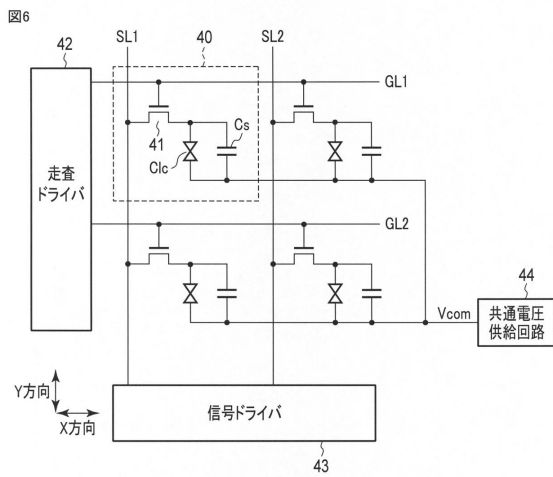 図6
SL1
SL2
42
40
44
GL1
41
Cs
Clc
走査
ドライバ
GL2
Vcom
共通電圧
供給回路
Y方向
X方向
信号ドライバ
43